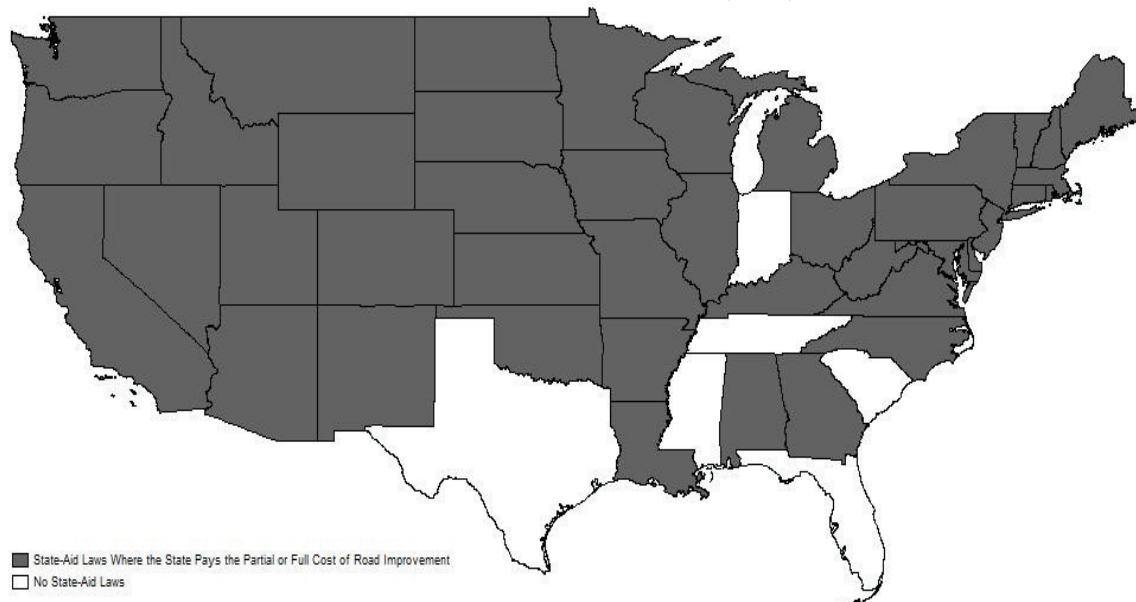 State-Aid Laws Where the State Pays the Partial or Full Cost of Road Improvement
No State-Aid Laws